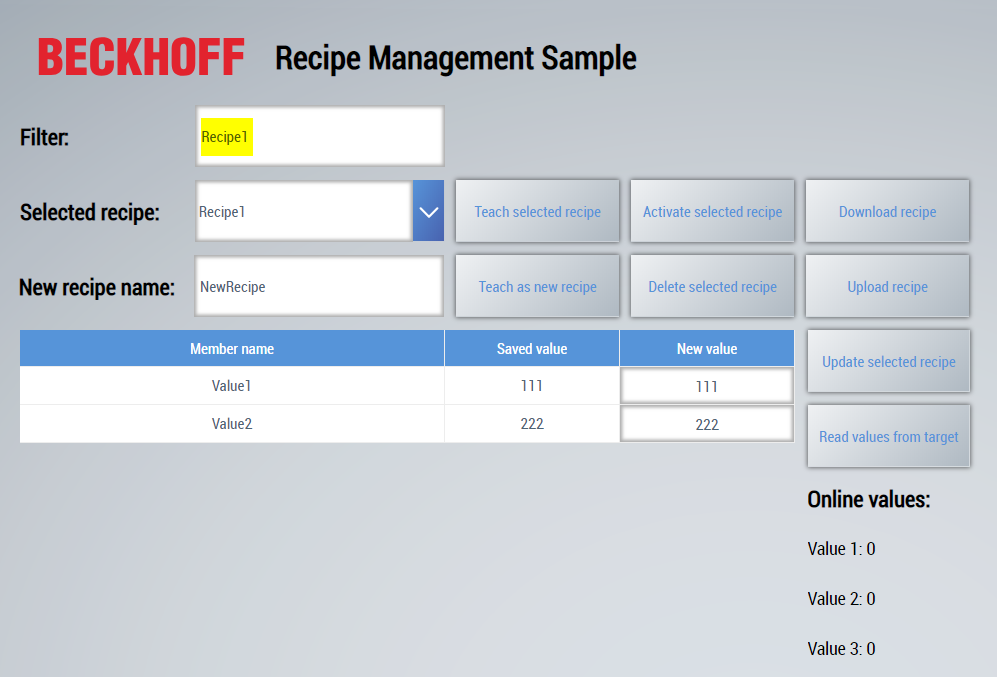 BECKHOFF Recipe Management Sample
Filter: Recipe1
Selected recipe: Recipe1 Teach selected recipe Activate selected recipe Download recipe
New recipe name: NewRecipe Teach as new recipe Delete selected recipe Upload recipe
Member name Saved value New value
Value1 111 111
Value2 222 222
Update selected recipe
Read values from target
Online values:
Value 1: 0
Value 2: 0
Value 3: 0